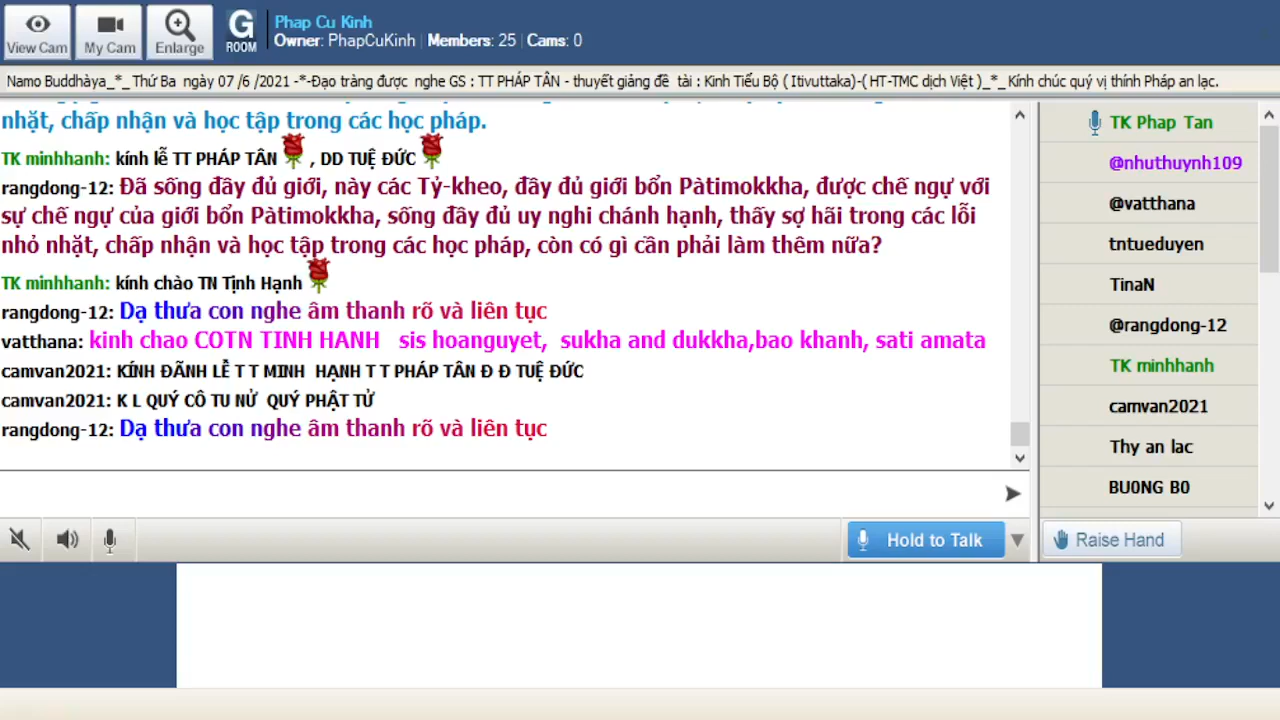 View Cam
My Cam
Enlarge
G
ROOM
Phap Cu Kinh
Owner: PhapCuKinh | Members: 25 | Cams: 0
Namo Buddhàya_*_Thứ Ba ngày 07 /6 /2021 -*-Đạo tràng được nghe GS : TT PHÁP TÂN - thuyết giảng đề tài : Kinh Tiểu Bộ ( Itivuttaka)-( HT-TMC dịch Việt )_*_Kính chúc quý vị thính Pháp an lạc.
nhặt, chấp nhận và học tập trong các học pháp.
TK minhhanh: kính lễ TT PHÁP TÂN , DD TUỆ ĐỨC
rangdong-12: Đã sống đầy đủ giới, này các Tỷ-kheo, đầy đủ giới bổn Pàtimokkha, được chế ngự với
sự chế ngự của giới bổn Pàtimokkha, sống đầy đủ uy nghi chánh hạnh, thấy sợ hãi trong các lỗi
nhỏ nhặt, chấp nhận và học tập trong các học pháp, còn có gì cần phải làm thêm nữa?
TK minhhanh: kính chào TN Tịnh Hạnh
rangdong-12: Dạ thưa con nghe âm thanh rõ và liên tục
vatthana: kinh chao COTN TINH HANH sis hoanguyet, sukha and dukkha,bao khanh, sati amata
camvan2021: KÍNH ĐÃNH LỄ T T MINH HẠNH T T PHÁP TÂN Đ Đ TUỆ ĐỨC
camvan2021: K L QUÝ CÔ TU NỬ QUÝ PHẬT TỬ
rangdong-12: Dạ thưa con nghe âm thanh rõ và liên tục
TK Phap Tan
@nhuthuynh109
@vatthana
tntueduyen
TinaN
@rangdong-12
TK minhhanh
camvan2021
Thy an lac
BU0NG B0
Hold to Talk
Raise Hand